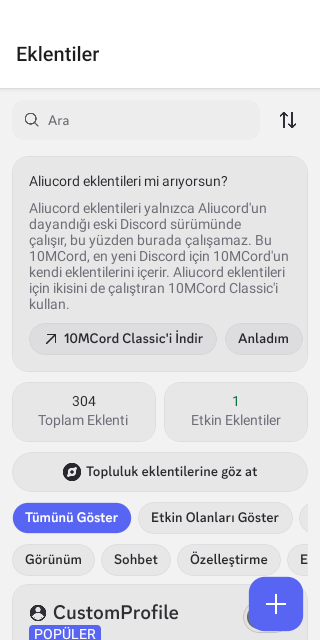 Eklentiler
Ara
Aliucord eklentileri mi arıyorsun?
Aliucord eklentileri yalnızca Aliucord'un
dayandığı eski Discord sürümünde
çalışır, bu yüzden burada çalışamaz. Bu
10MCord, en yeni Discord için 10MCord'un
kendi eklentilerini içerir. Aliucord eklentileri
için ikisini de çalıştıran 10MCord Classic'i
kullan.
10MCord Classic'i İndir
Anladım
304
Toplam Eklenti
1
Etkin Eklentiler
Topluluk eklentilerine göz at
Tümünü Göster
Etkin Olanları Göster
Görünüm
Sohbet
Özelleştirme
CustomProfile
POPÜLER